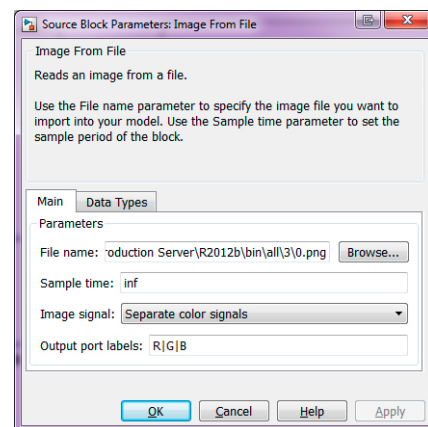 Source Block Parameters: Image From File
Image From File
Reads an image from a file.
Use the File name parameter to specify the image file you want to
import into your model. Use the Sample time parameter to set the
sample period of the block.
Main Data Types
Parameters
File name: oduction Server\R2012b\bin\all\3\0.png Browse...
Sample time: inf
Image signal: Separate color signals
Output port labels: R|G|B
OK Cancel Help Apply